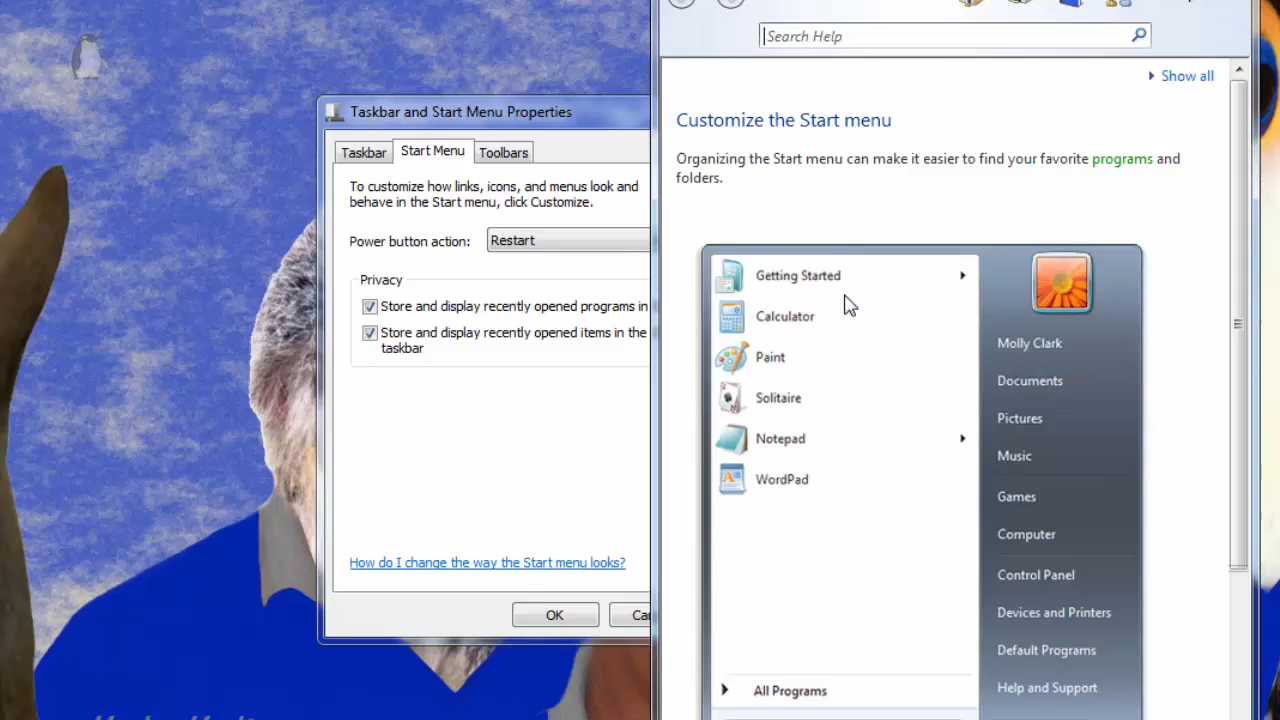 Search Help
Show all
Customize the Start menu
Organizing the Start menu can make it easier to find your favorite programs and
folders.
Taskbar and Start Menu Properties
Taskbar
Start Menu
Toolbars
To customize how links, icons, and menus look and
behave in the Start menu, click Customize.
Power button action:
Restart
Privacy
Store and display recently opened programs in
Store and display recently opened items in the
taskbar
How do I change the way the Start menu looks?
OK
Getting Started
Calculator
Paint
Solitaire
Notepad
WordPad
All Programs
Molly Clark
Documents
Pictures
Music
Games
Computer
Control Panel
Devices and Printers
Default Programs
Help and Support